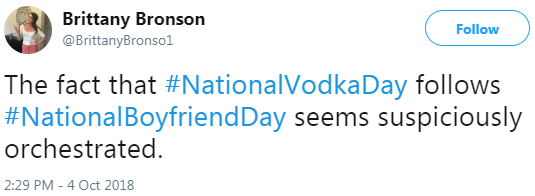 Brittany Bronson
@BrittanyBronso1
Follow
The fact that #NationalVodkaDay follows
#NationalBoyfriendDay seems suspiciously
orchestrated.
2:29 PM - 4 Oct 2018